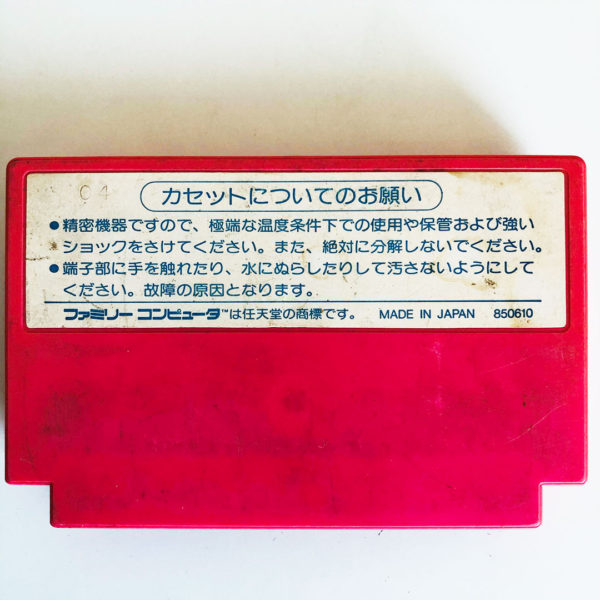 04
カセットについてのお願い
●精密機器ですので、極端な温度条件下での使用や保管および強い
ショックをさけてください。また、絶対に分解しないでください。
●端子部に手を触れたり、水にぬらしたりして汚さないようにして
ください。故障の原因となります。
ファミリー コンピュータ™は任天堂の商標です。 MADE IN JAPAN 850610